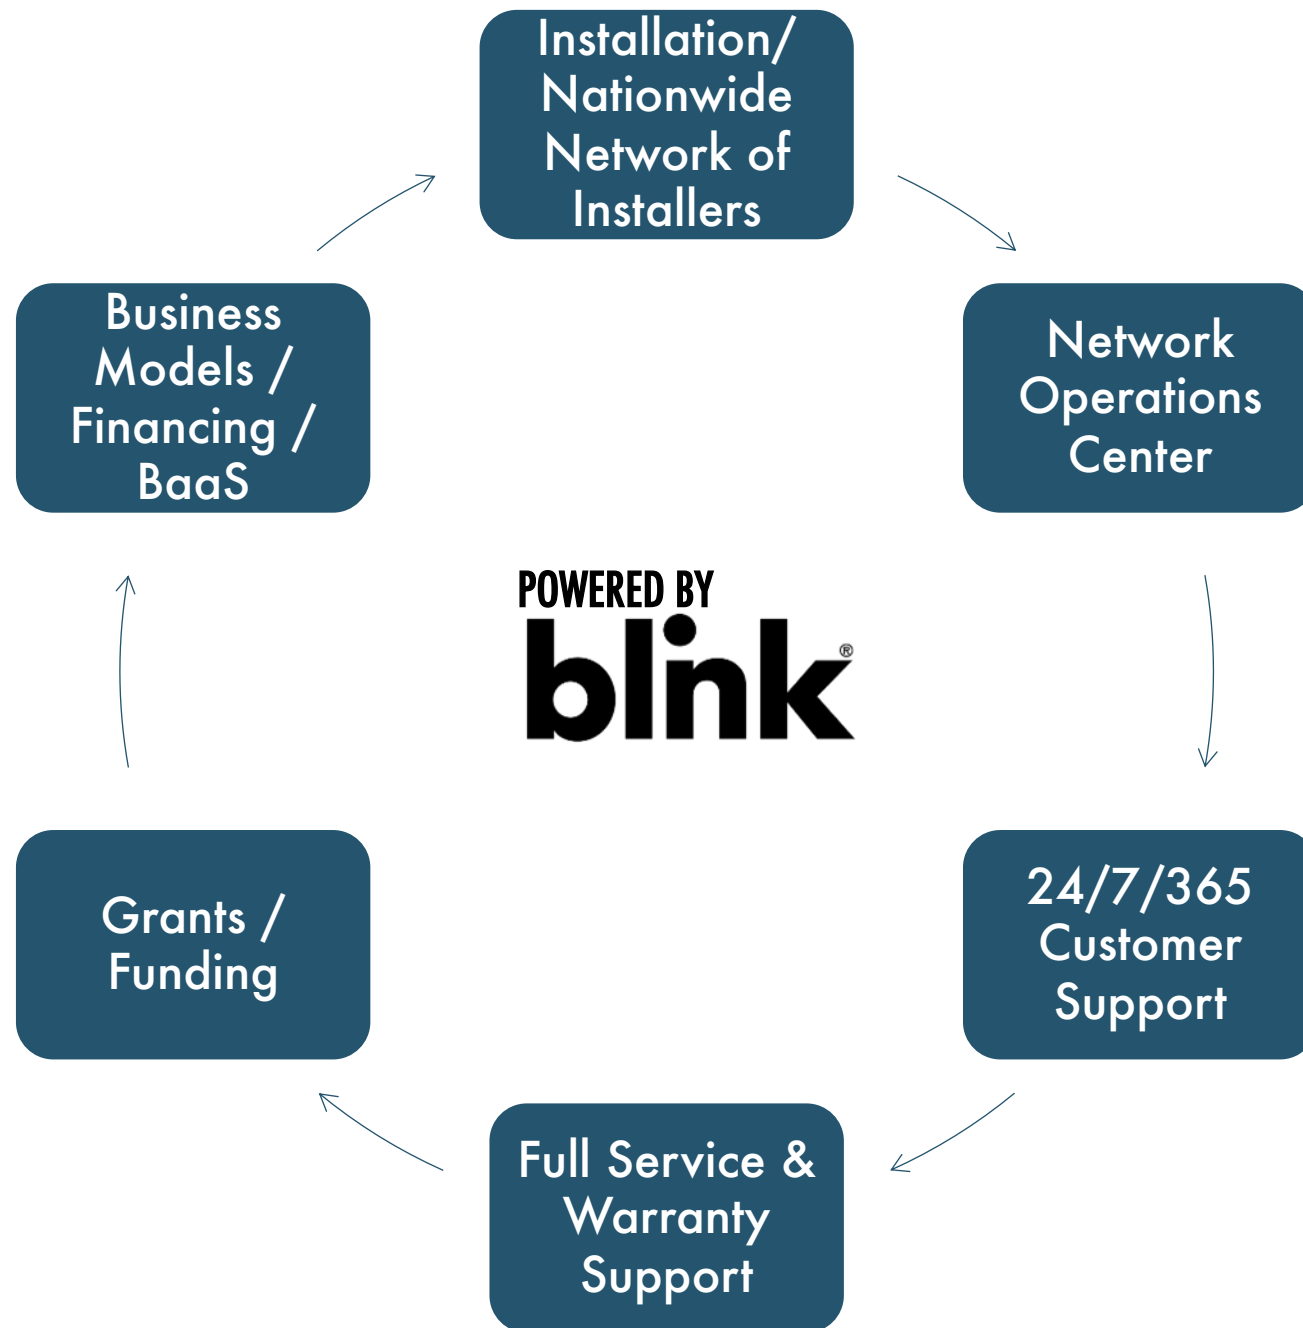 Installation/
Nationwide
Network of
Installers
Network
Operations
Center
24/7/365
Customer
Support
Full Service &
Warranty
Support
Grants /
Funding
Business
Models /
Financing /
BaaS
POWERED BY
blink®